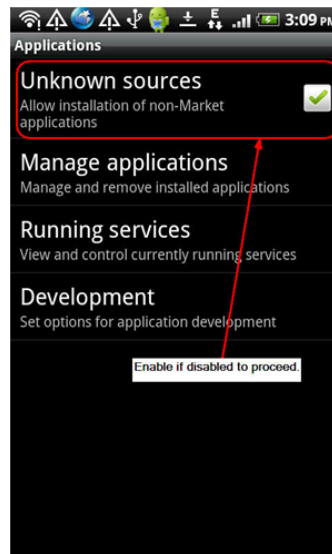 E
3:09 PM
Applications
Unknown sources
Allow installation of non-Market
applications
Manage applications
Manage and remove installed applications
Running services
View and control currently running services
Development
Set options for application development
Enable if disabled to proceed.